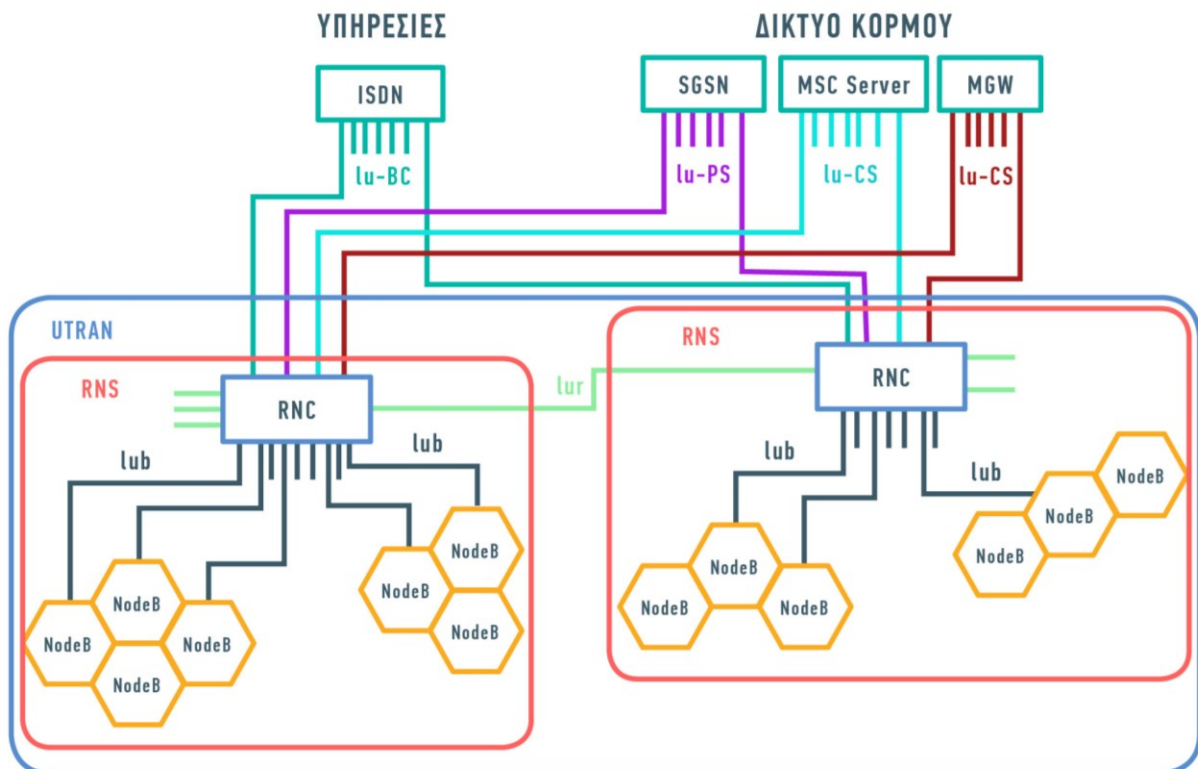 ΥΠΗΡΕΣΙΕΣ
ΔΙΚΤΥΟ ΚΟΡΜΟΥ
ISDN
SGSN
MSC Server
MGW
lu-BC
lu-PS
lu-CS
lu-CS
UTRAN
RNS
RNS
RNC
RNC
lur
lub
lub
lub
lub
NodeB
NodeB
NodeB
NodeB
NodeB
NodeB
NodeB
NodeB
NodeB
NodeB
NodeB
NodeB
NodeB